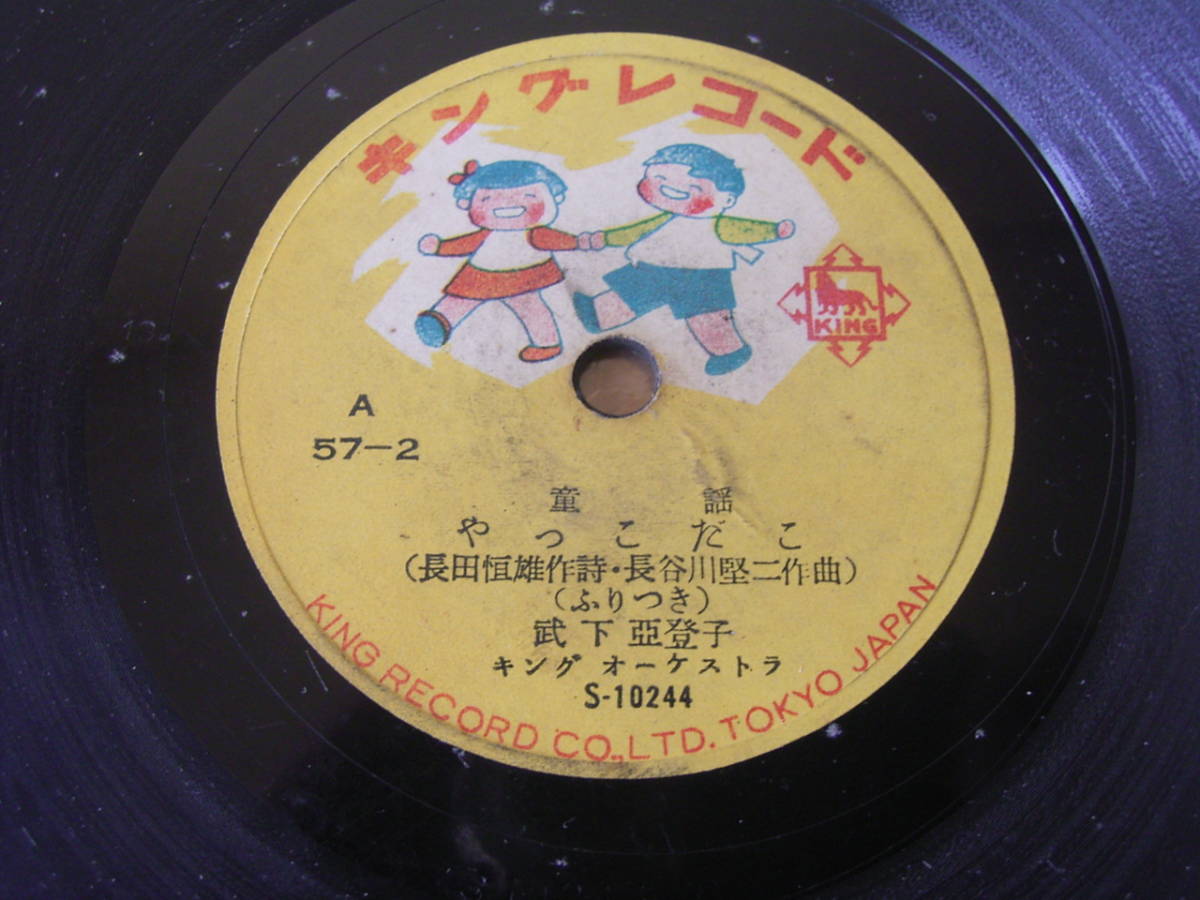 キングレコード
KING
A
57-2
童謡
やっこだこ
(長田恒雄作詩・長谷川堅二作曲)
(ふりつき)
武下亞登子
キング オーケストラ
S-10244
KING RECORD CO., LTD. TOKYO JAPAN